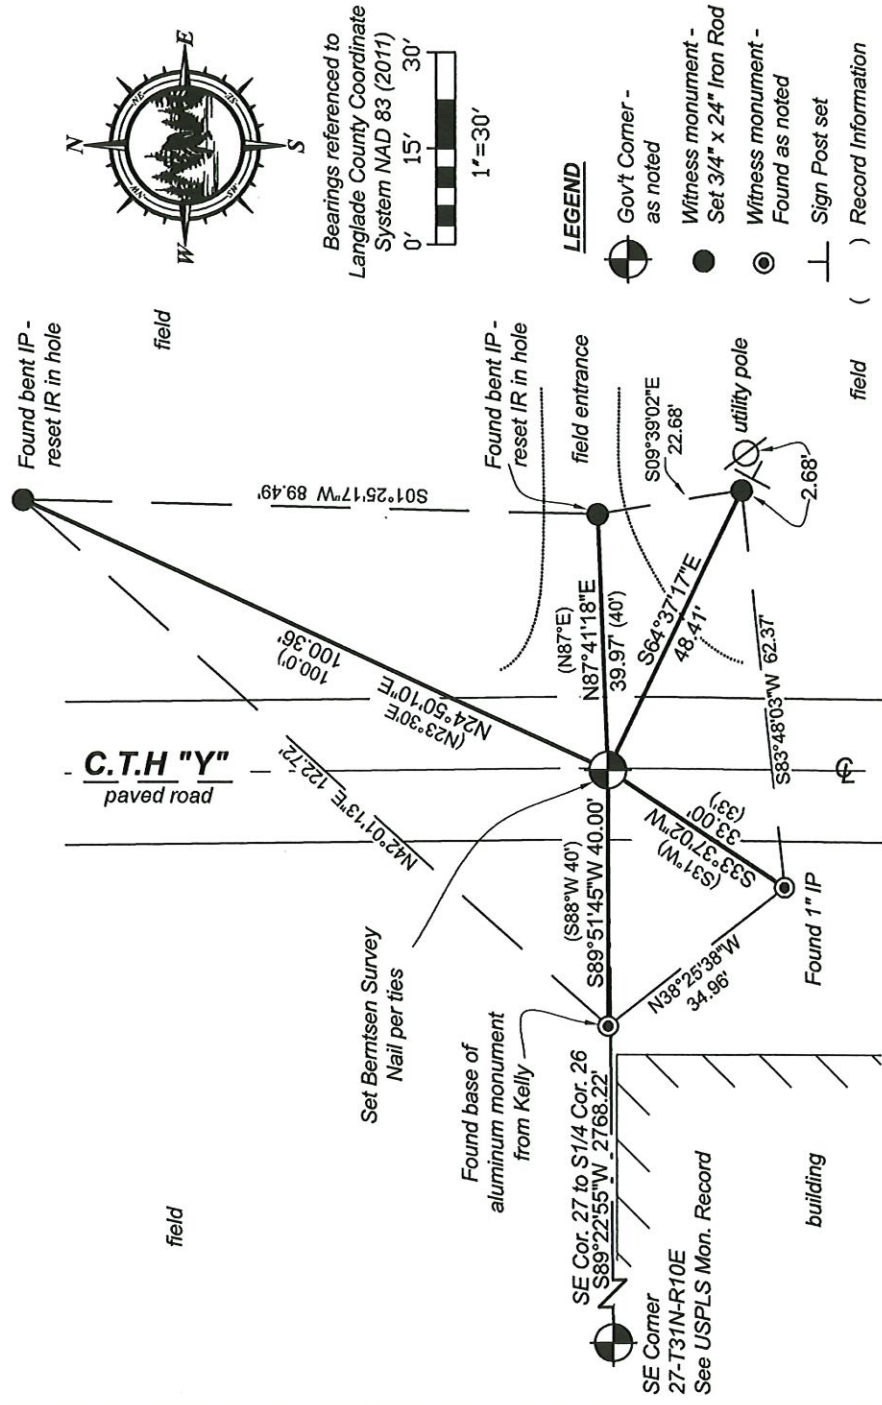 N
NE
E
SE
S
SW
W
NW
Bearings referenced to
Langlade County Coordinate
System NAD 83 (2011)
0' 15' 30'
1"=30'
LEGEND
Gov't Corner -
as noted
Witness monument -
Set 3/4" x 24" Iron Rod
Witness monument -
Found as noted
Sign Post set
( ) Record Information
Found bent IP -
reset IR in hole
field
S01°25'17"W 89.49'
100.0')
100.36'
(N23°30'E
N24°50'10"E
C.T.H "Y"
paved road
N42°01'13"E 122.72'
field
Found bent IP -
reset IR in hole
field entrance
(N87°E)
N87°41'18"E
39.97' (40')
S09°39'02"E
22.68'
utility pole
2.68'
S64°37'17"E
48.41'
S83°48'03"W 62.37'
field
CL
Set Berntsen Survey
Nail per ties
(S88°W 40')
S89°51'45"W 40.00'
(S31°W)
S33°37'02"W
33.00'
(33')
Found 1" IP
N38°25'38"W
34.96'
Found base of
aluminum monument
from Kelly
SE Cor. 27 to S1/4 Cor. 26
S89°22'55"W 2768.22'
SE Corner
27-T31N-R10E
See USPLS Mon. Record
building